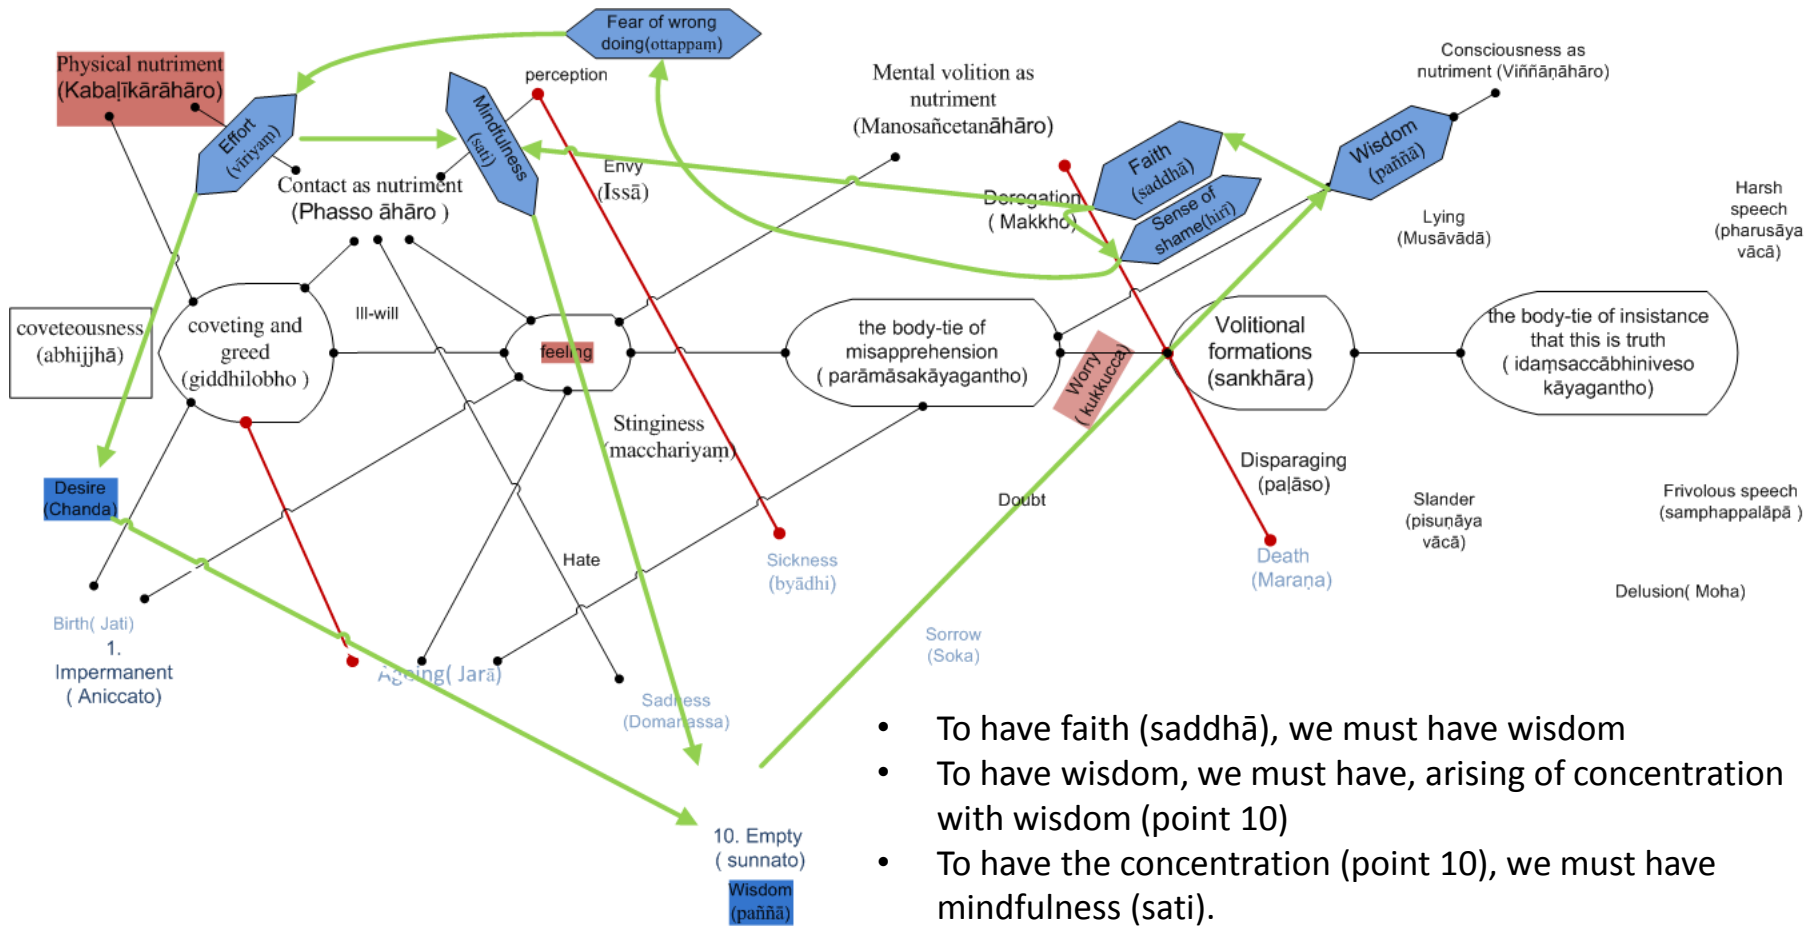 Fear of wrong
doing(ottappaṃ)
Physical nutriment
(Kabaḷīkārāhāro)
perception
Mental volition as
nutriment
(Manosañcetanāhāro)
Consciousness as
nutriment (Viññāṇāhāro)
Effort
(vīriyaṃ)
Mindfulness
(sati)
Faith
(saddhā)
Wisdom
(paññā)
Contact as nutriment
(Phasso āhāro )
Envy
(Issā)
Derogation
( Makkho)
Sense of
shame(hirī)
Lying
(Musāvādā)
Harsh
speech
(pharusāya
vācā)
coveteousness
(abhijjhā)
coveting and
greed
(giddhilobho )
Ill-will
feeling
the body-tie of
misapprehension
( parāmāsakāyagantho)
Worry
( kukkucca)
Volitional
formations
(sankhāra)
the body-tie of insistance
that this is truth
( idaṃsaccābhiniveso
kāyagantho)
Stinginess
(macchariyaṃ)
Desire
(Chanda)
Doubt
Disparaging
(paḷāso)
Slander
(pisuṇāya
vācā)
Frivolous speech
(samphappalāpā )
Hate
Sickness
(byādhi)
Death
(Maraṇa)
Delusion( Moha)
Birth( Jati)
1.
Impermanent
( Aniccato)
Ageing( Jarā)
Sadness
(Domanassa)
Sorrow
(Soka)
10. Empty
( sunnato)
Wisdom
(paññā)
• To have faith (saddhā), we must have wisdom
• To have wisdom, we must have, arising of concentration
with wisdom (point 10)
• To have the concentration (point 10), we must have
mindfulness (sati).